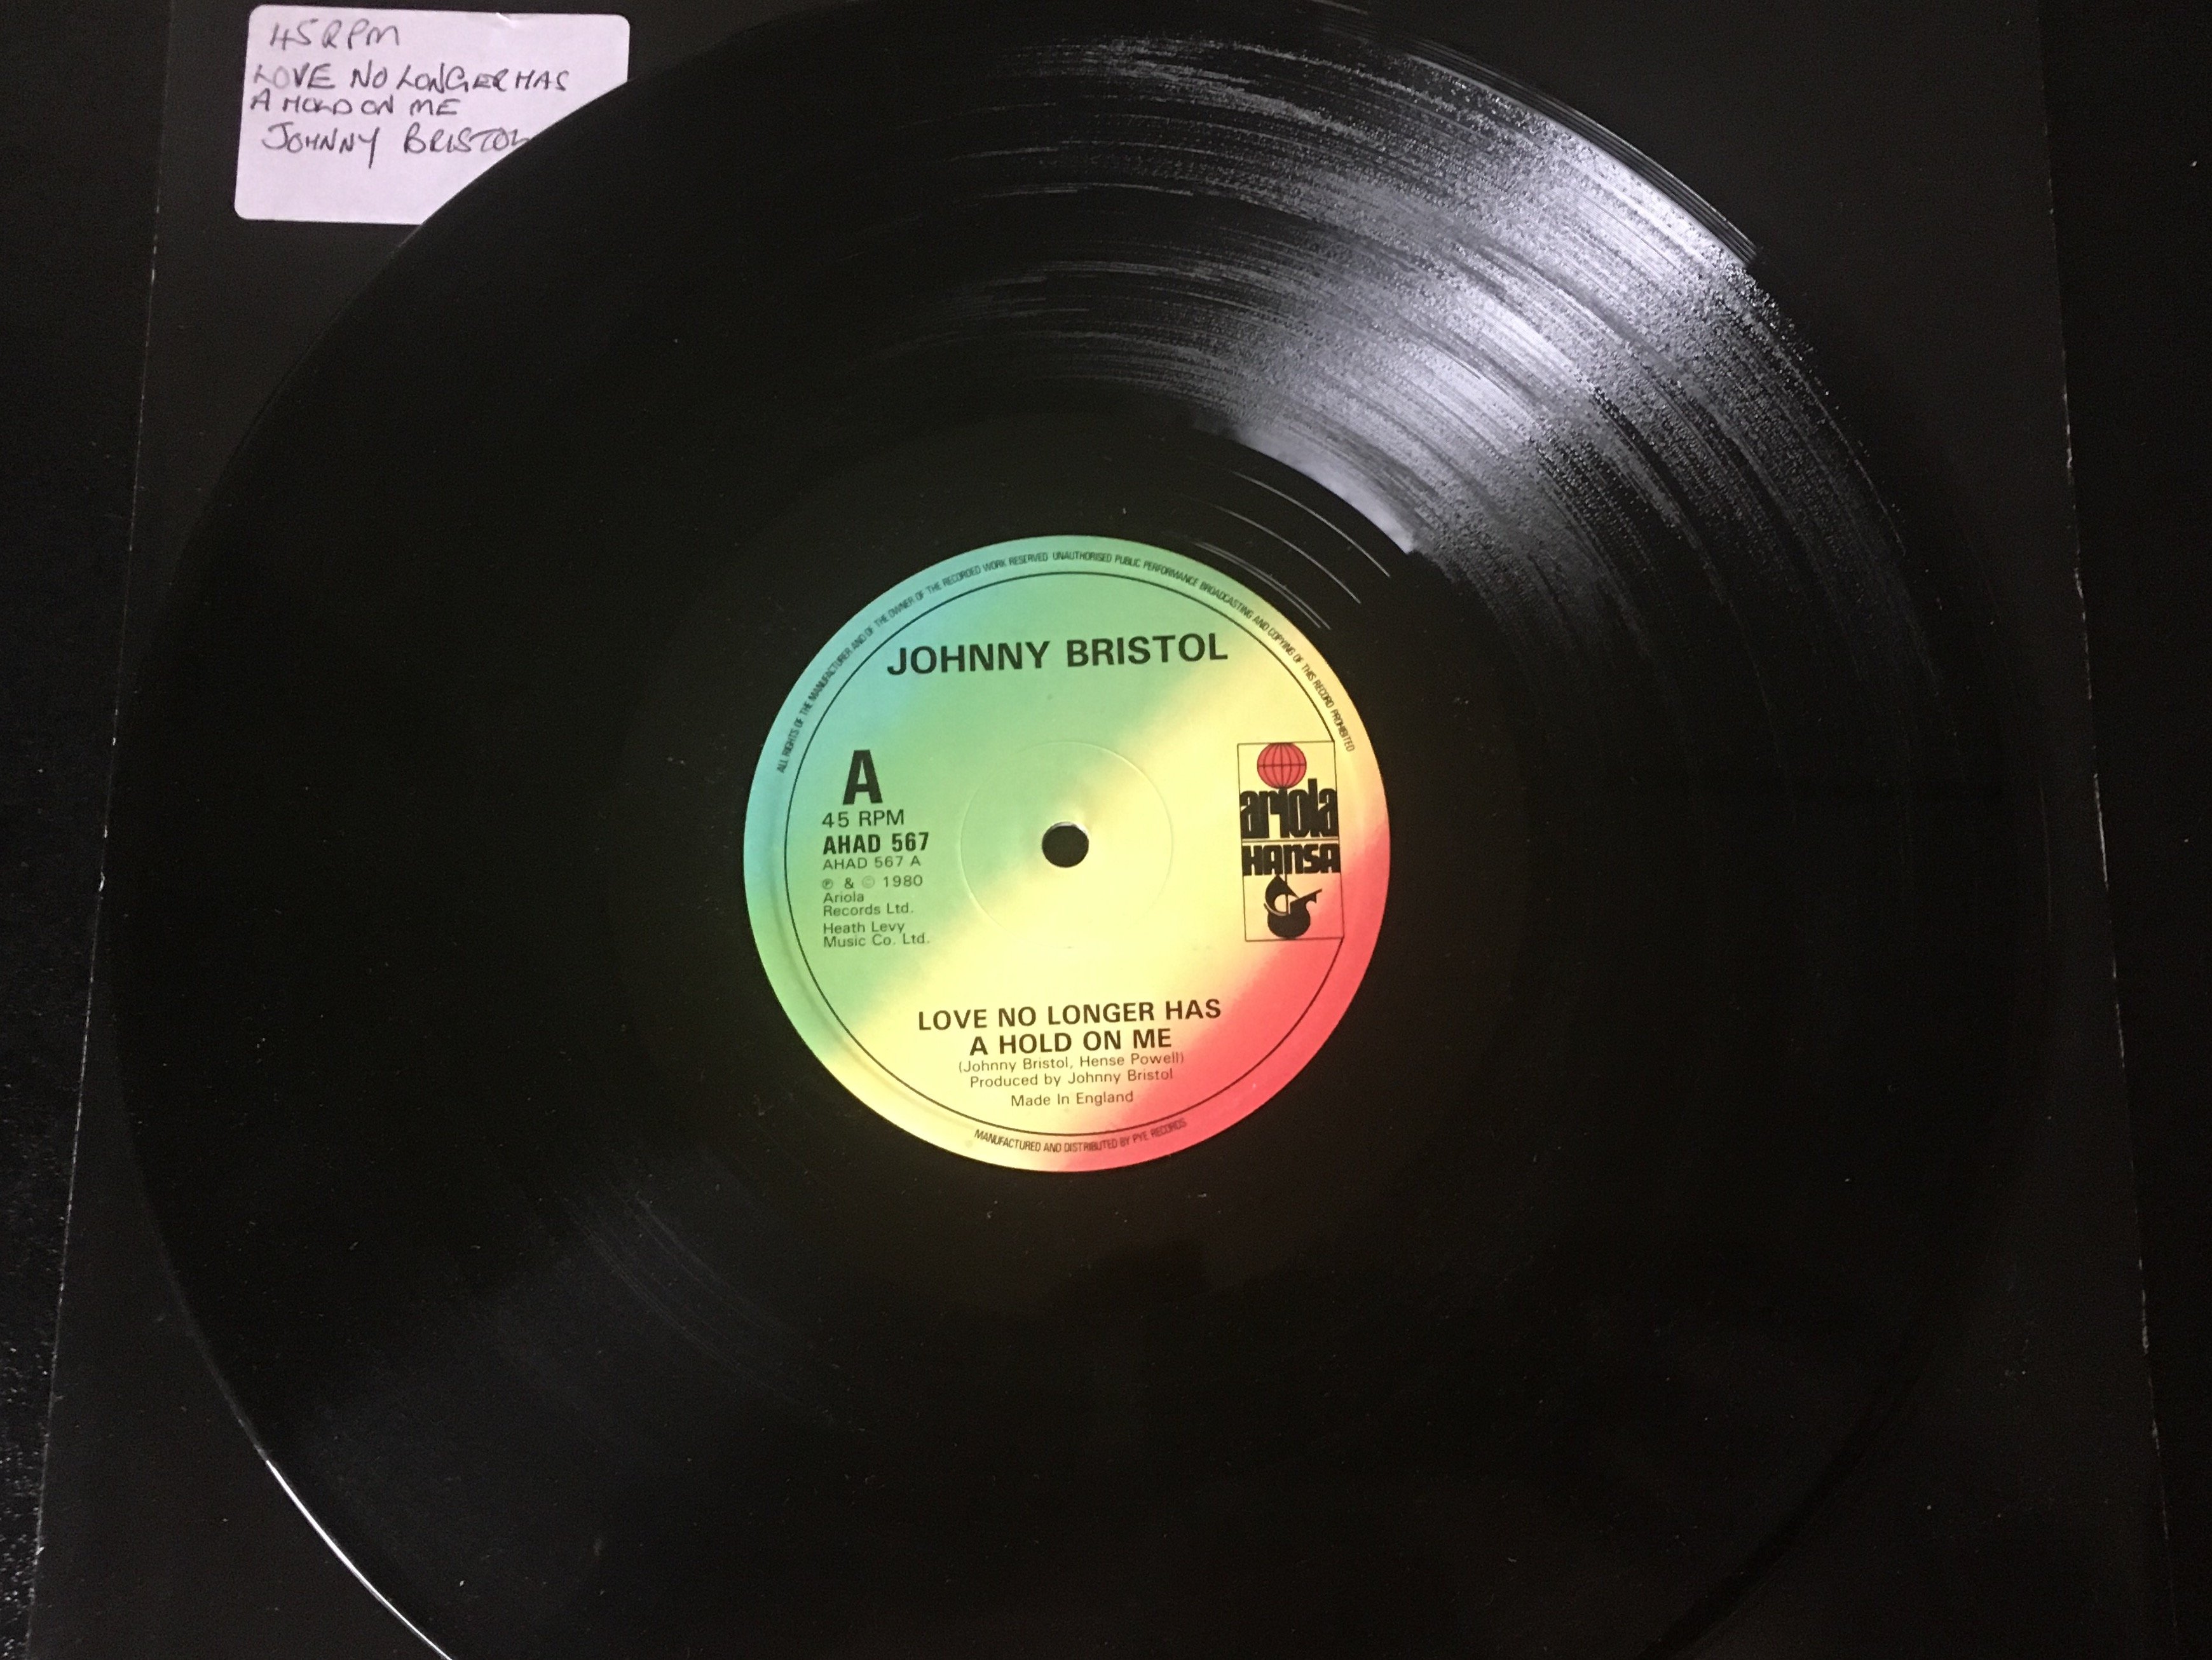 45 RPM
LOVE NO LONGER HAS
A HOLD ON ME
JOHNNY BRISTOL
ALL RIGHTS OF THE MANUFACTURER AND OF THE OWNER OF THE RECORDED WORK RESERVED UNAUTHORISED PUBLIC PERFORMANCE BROADCASTING AND COPYING OF THIS RECORD PROHIBITED
JOHNNY BRISTOL
A
45 RPM
AHAD 567
AHAD 567 A
℗ & © 1980
Ariola
Records Ltd.
Heath Levy
Music Co. Ltd.
ariola
HANSA
LOVE NO LONGER HAS
A HOLD ON ME
(Johnny Bristol, Hense Powell)
Produced by Johnny Bristol
Made In England
MANUFACTURED AND DISTRIBUTED BY PYE RECORDS